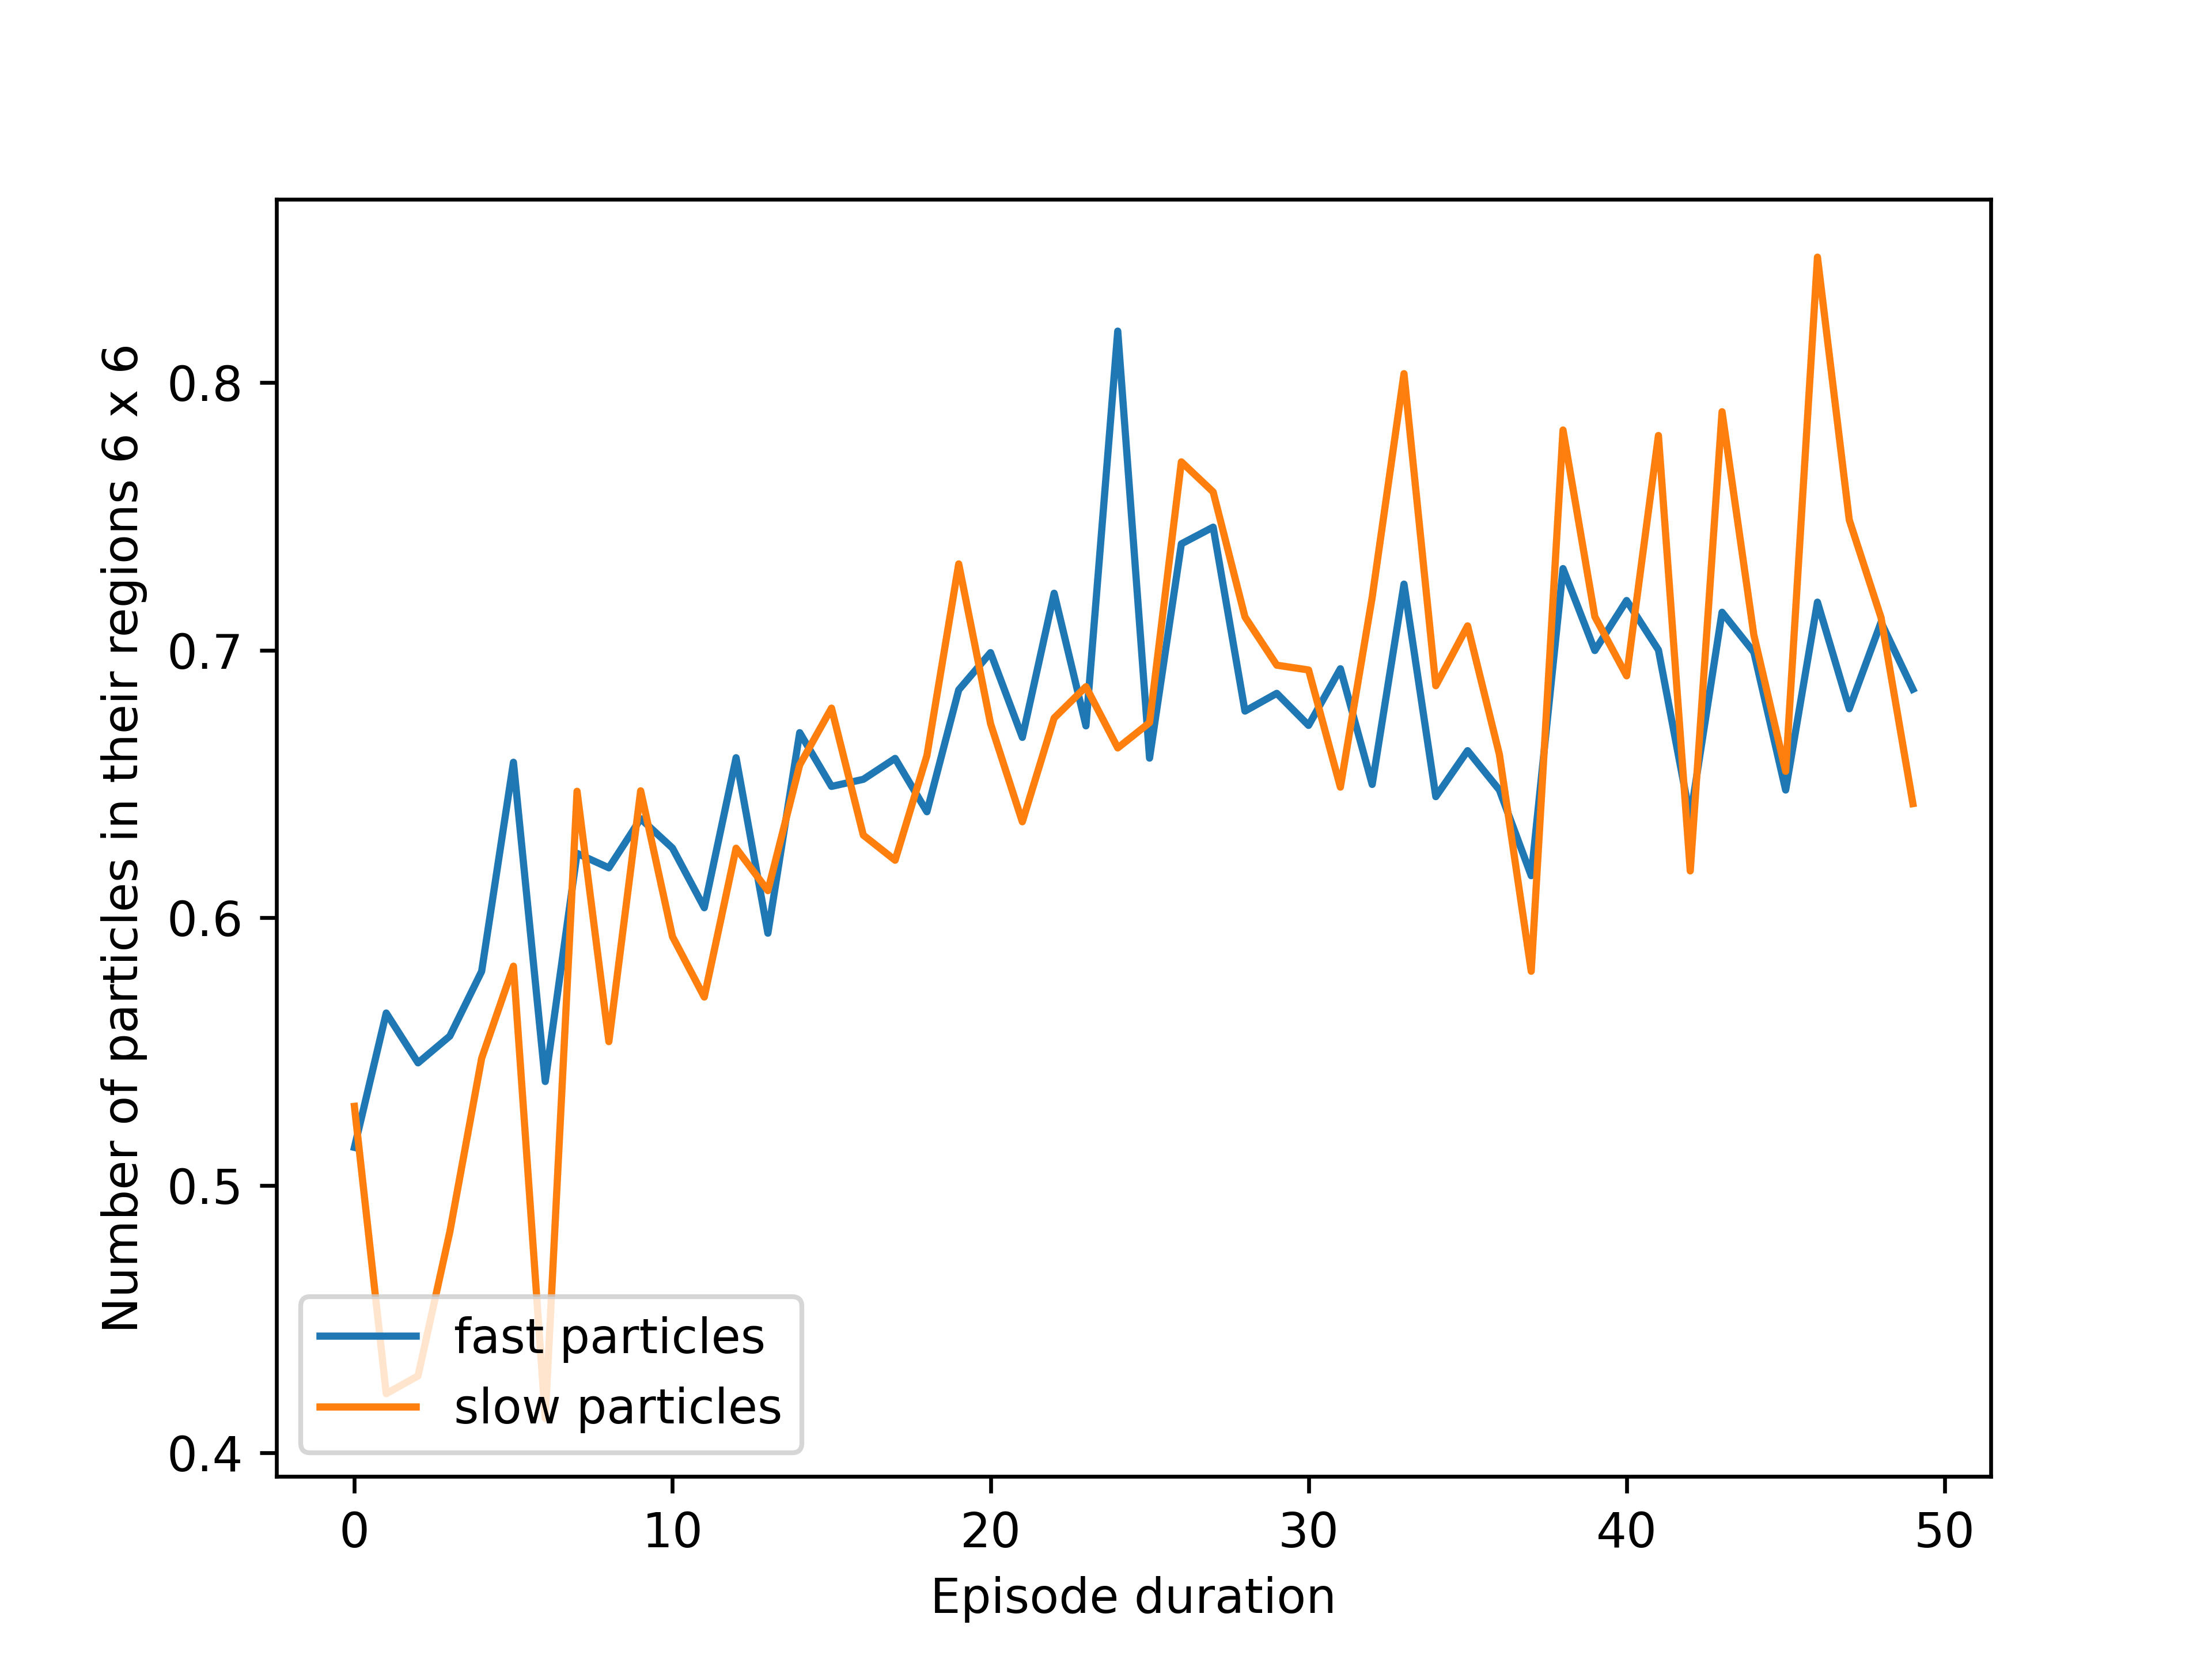 Number of particles in their regions 6 x 6
0.8
0.7
0.6
0.5
0.4
fast particles
slow particles
0 10 20 30 40 50
Episode duration